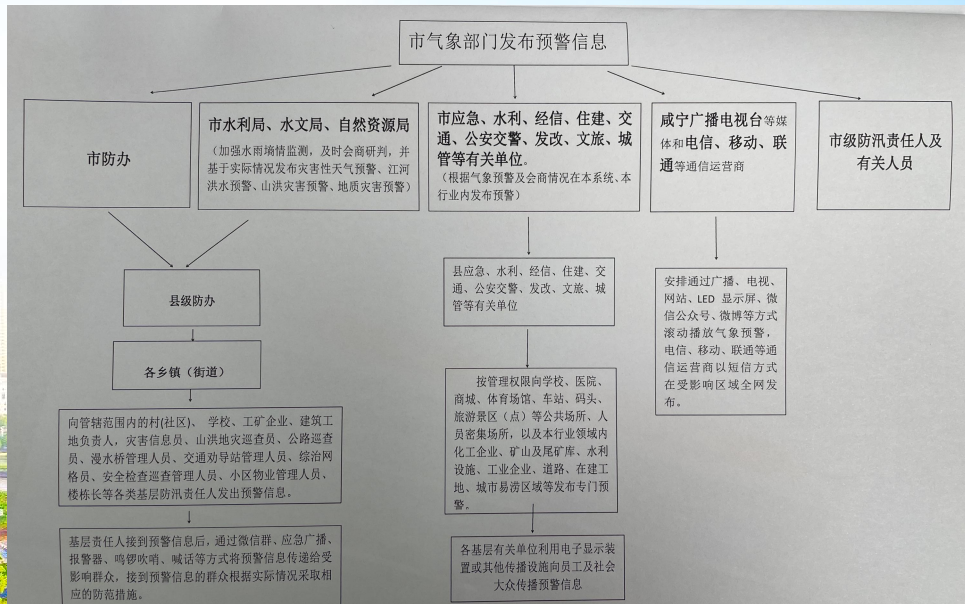 市气象部门发布预警信息
市防办
市水利局、水文局、自然资源局
（加强水雨墒情监测，及时会商研判，并
基于实际情况发布灾害性天气预警、江河
洪水预警、山洪灾害预警、地质灾害预警）
市应急、水利、经信、住建、交
通、公安交警、发改、文旅、城
管等有关单位。
（根据气象预警及会商情况在本系统、本
行业内发布预警）
咸宁广播电视台等媒
体和电信、移动、联
通等通信运营商
市级防汛责任人及
有关人员
县级防办
各乡镇（街道）
向管辖范围内的村(社区)、 学校、工矿企业、建筑工
地负责人，灾害信息员、山洪地灾巡查员、公路巡查
员、漫水桥管理人员、交通劝导站管理人员、综治网
格员、安全检查巡查管理人员、小区物业管理人员、
楼栋长等各类基层防汛责任人发出预警信息。
基层责任人接到预警信息后，通过微信群、应急广播、
报警器、鸣锣吹哨、喊话等方式将预警信息传递给受
影响群众，接到预警信息的群众根据实际情况采取相
应的防范措施。
县应急、水利、经信、住建、交
通、公安交警、发改、文旅、城
管等有关单位
按管理权限向学校、医院、
商城、体育场馆、车站、码头、
旅游景区（点）等公共场所、人
员密集场所，以及本行业领域内
化工企业、矿山及尾矿库、水利
设施、工业企业、道路、在建工
地、城市易涝区域等发布专门预
警。
各基层有关单位利用电子显示装
置或其他传播设施向员工及社会
大众传播预警信息
安排通过广播、电视、
网站、LED 显示屏、微
信公众号、微博等方式
滚动播放气象预警，
电信、移动、联通等通
信运营商以短信方式
在受影响区域全网发
布。